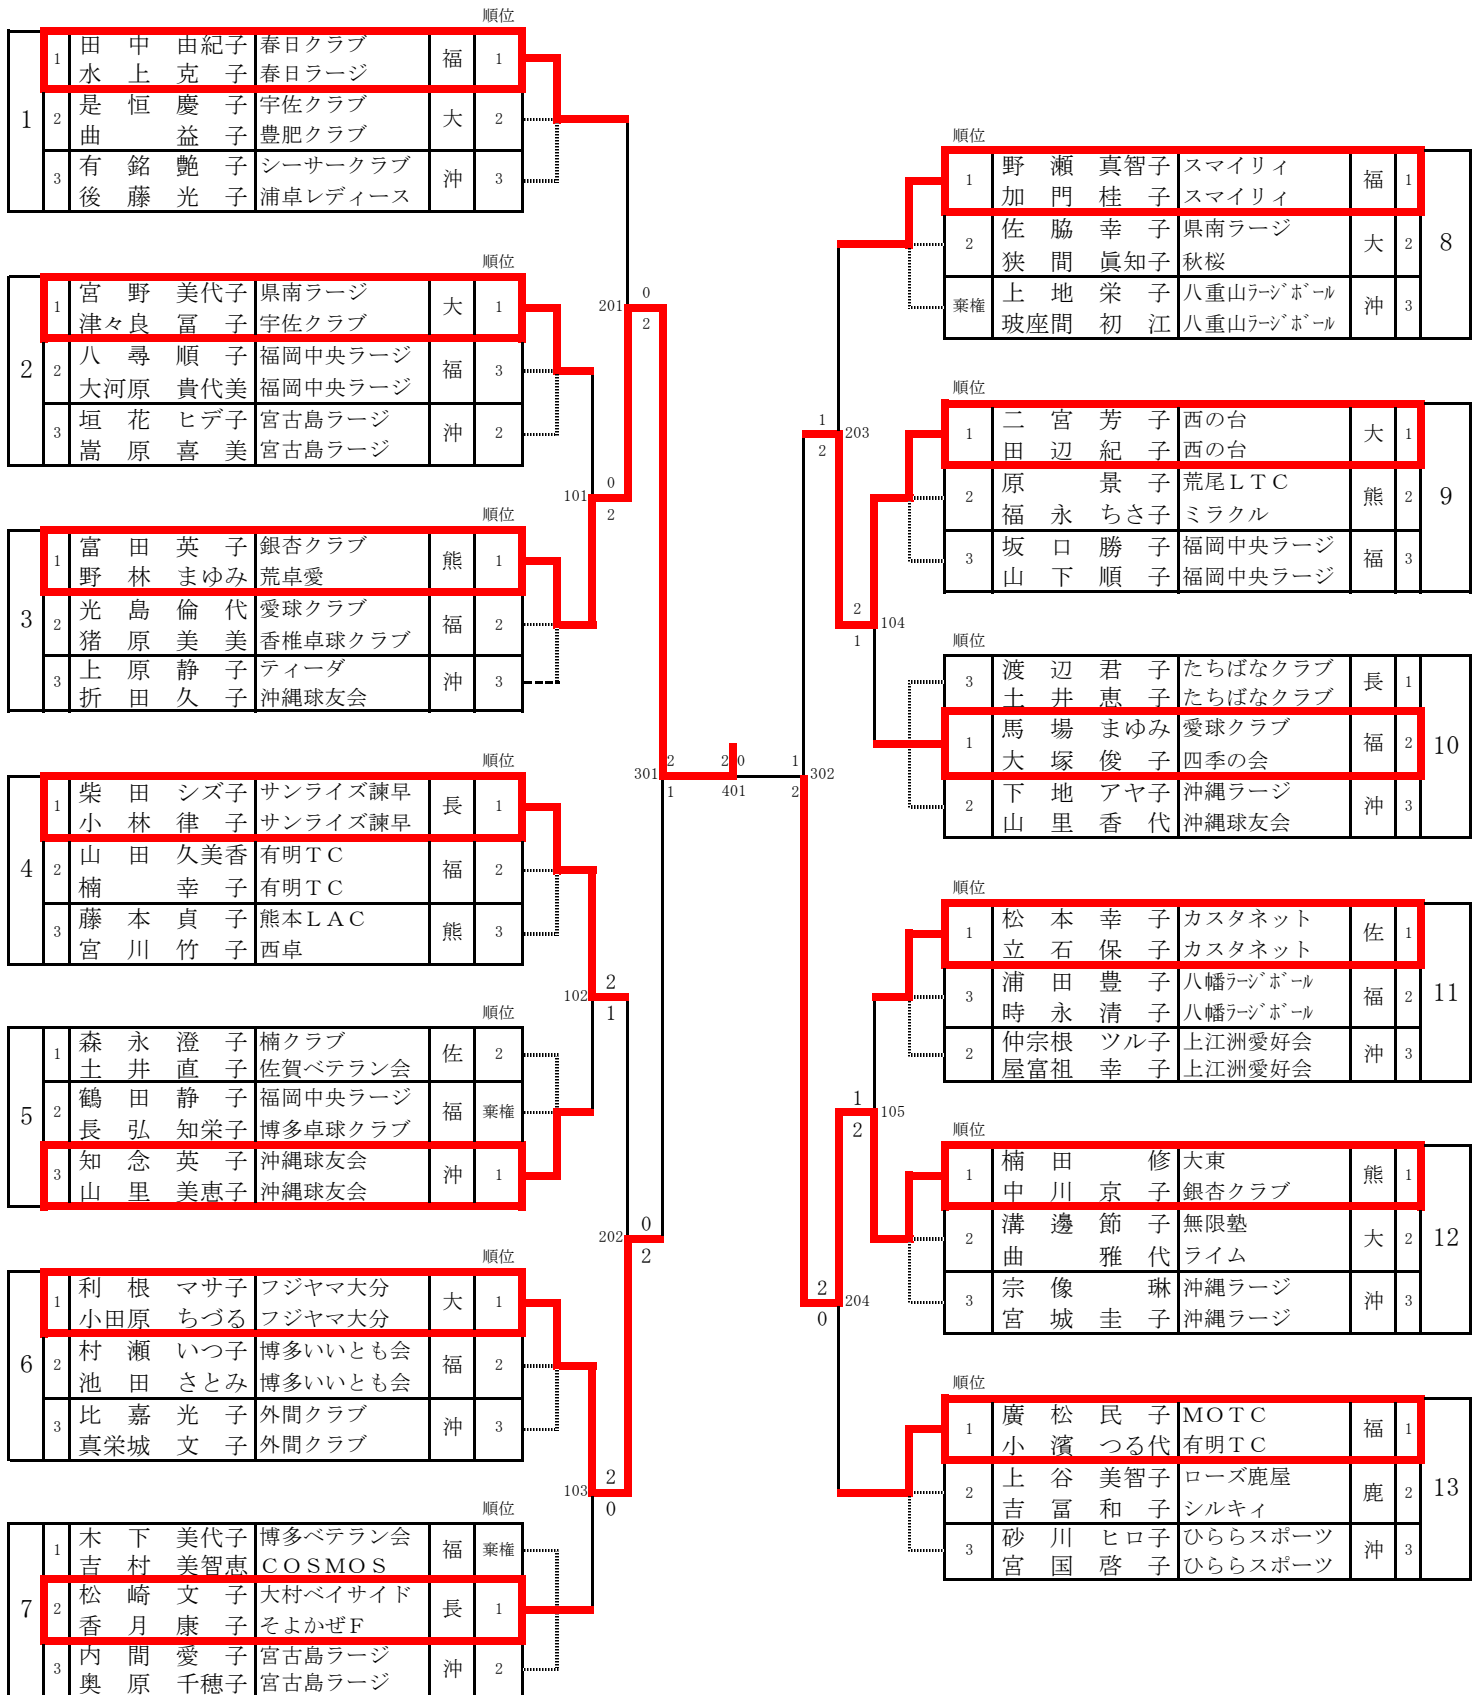 順位
1
1 田中 由紀子 春日クラブ 福 1
水上 克子 春日ラージ
2 是恒 慶子 宇佐クラブ 大 2
曲 益子 豊肥クラブ
3 有銘 艶子 シーサークラブ 沖 3
後藤 光子 浦卓レディース
順位
2
1 宮野 美代子 県南ラージ 大 1
津々良 冨子 宇佐クラブ
2 八尋 順子 福岡中央ラージ 福 3
大河原 貴代美 福岡中央ラージ
3 垣花 ヒデ子 宮古島ラージ 沖 2
嵩原 喜美 宮古島ラージ
順位
3
1 富田 英子 銀杏クラブ 熊 1
野林 まゆみ 荒卓愛
2 光島 倫代 愛球クラブ 福 2
猪原 美美 香椎卓球クラブ
3 上原 静子 ティーダ 沖 3
折田 久子 沖縄球友会
順位
4
1 柴田 シズ子 サンライズ諫早 長 1
小林 律子 サンライズ諫早
2 山田 久美香 有明TC 福 2
楠 幸子 有明TC
3 藤本 貞子 熊本LAC 熊 3
宮川 竹子 西卓
順位
5
1 森永 澄子 楠クラブ 佐 2
土井 直子 佐賀ベテラン会
2 鶴田 静子 福岡中央ラージ 福 棄権
長弘 知栄子 博多卓球クラブ
3 知念 英子 沖縄球友会 沖 1
山里 美恵子 沖縄球友会
順位
6
1 利根 マサ子 フジヤマ大分 大 1
小田原 ちづる フジヤマ大分
2 村瀬 いつ子 博多いいとも会 福 2
池田 さとみ 博多いいとも会
3 比嘉 光子 外間クラブ 沖 3
真栄城 文子 外間クラブ
順位
7
1 木下 美代子 博多ベテラン会 福 棄権
吉村 美智恵 COSMOS
2 松崎 文子 大村ベイサイド 長 1
香月 康子 そよかぜF
3 内間 愛子 宮古島ラージ 沖 2
奥原 千穂子 宮古島ラージ
201 0
2
101 0
2
301 2
1
102 2
1
202 0
2
103 2
0
2 0
401
1 302
2
1 203
2
2 104
1
1 105
2
2 204
0
順位
8
1 野瀬 真智子 スマイリィ 福 1
加門 桂子 スマイリィ
2 佐脇 幸子 県南ラージ 大 2
狭間 眞知子 秋桜
棄権 上地 栄子 八重山ラージボール 沖 3
玻座間 初江 八重山ラージボール
順位
9
1 二宮 芳子 西の台 大 1
田辺 紀子 西の台
2 原 景子 荒尾LTC 熊 2
福永 ちさ子 ミラクル
3 坂口 勝子 福岡中央ラージ 福 3
山下 順子 福岡中央ラージ
順位
10
3 渡辺 君子 たちばなクラブ 長 1
土井 恵子 たちばなクラブ
1 馬場 まゆみ 愛球クラブ 福 2
大塚 俊子 四季の会
2 下地 アヤ子 沖縄ラージ 沖 3
山里 香代 沖縄球友会
順位
11
1 松本 幸子 カスタネット 佐 1
立石 保子 カスタネット
3 浦田 豊子 八幡ラージボール 福 2
時永 清子 八幡ラージボール
2 仲宗根 ツル子 上江洲愛好会 沖 3
屋富祖 幸子 上江洲愛好会
順位
12
1 楠田 修 大東 熊 1
中川 京子 銀杏クラブ
2 溝邊 節子 無限塾 大 2
曲 雅代 ライム
3 宗像 琳 沖縄ラージ 沖 3
宮城 圭子 沖縄ラージ
順位
13
1 廣松 民子 MOTC 福 1
小濱 つる代 有明TC
2 上谷 美智子 ローズ鹿屋 鹿 2
吉冨 和子 シルキィ
3 砂川 ヒロ子 ひららスポーツ 沖 3
宮国 啓子 ひららスポーツ